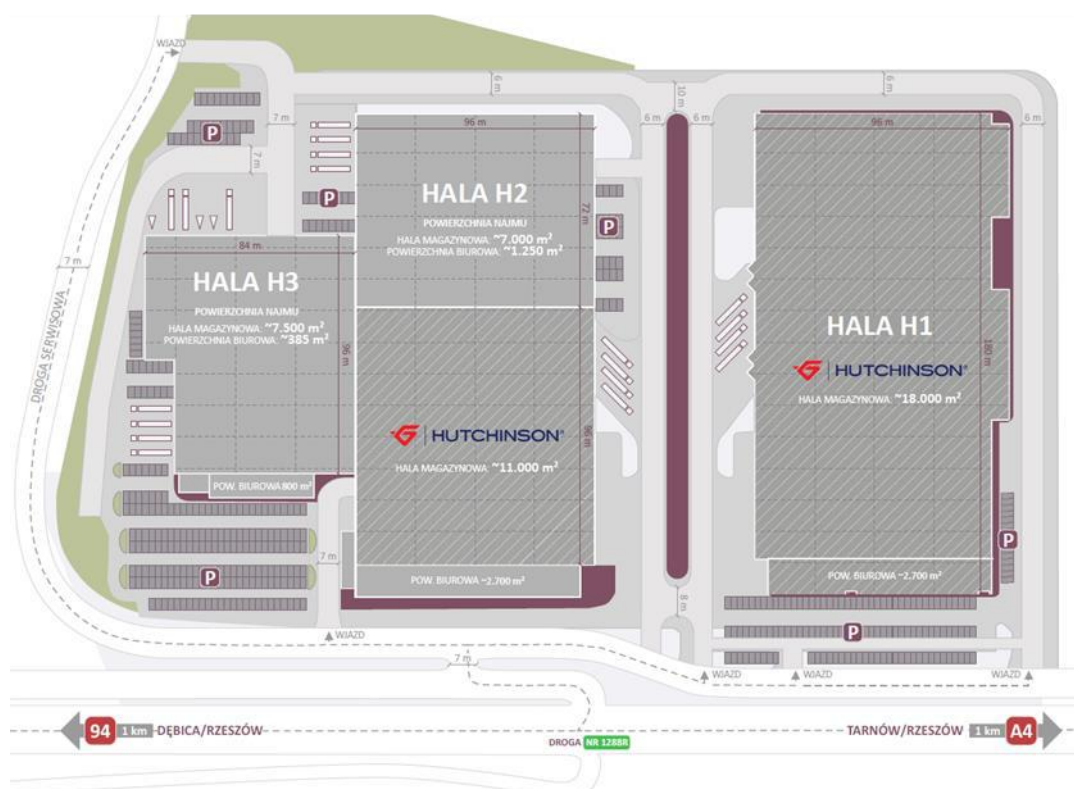 WJAZD
6 m
6 m
10 m
7 m
96 m
6 m
6 m
96 m
6 m
P
7 m
HALA H2
P
72 m
POWIERZCHNIA NAJMU
HALA MAGAZYNOWA: ~7.000 m²
POWIERZCHNIA BIUROWA: ~1.250 m²
P
84 m
7 m
HALA H3
POWIERZCHNIA NAJMU
HALA MAGAZYNOWA: ~7.500 m²
POWIERZCHNIA BIUROWA: ~385 m²
96 m
DROGA SERWISOWA
HALA H1
180 m
HUTCHINSON®
HALA MAGAZYNOWA: ~18.000 m²
HUTCHINSON®
96 m
HALA MAGAZYNOWA: ~11.000 m²
POW. BIUROWA 800 m²
P
7 m
P
POW. BIUROWA ~2.700 m²
POW. BIUROWA ~2.700 m²
8 m
WJAZD
P
7 m
WJAZD
WJAZD
WJAZD
94 1 km DĘBICA/RZESZÓW
TARNÓW/RZESZÓW 1 km A4
DROGA NR 1288R